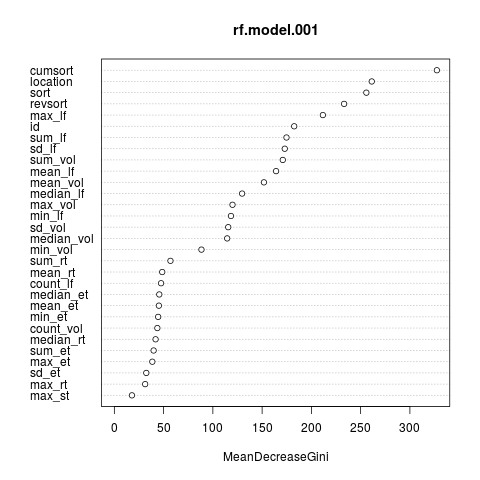 rf.model.001
cumsort
location
sort
revsort
max_lf
id
sum_lf
sd_lf
sum_vol
mean_lf
mean_vol
median_lf
max_vol
min_lf
sd_vol
median_vol
min_vol
sum_rt
mean_rt
count_lf
median_et
mean_et
min_et
count_vol
median_rt
sum_et
max_et
sd_et
max_rt
max_st
0 50 100 150 200 250 300
MeanDecreaseGini